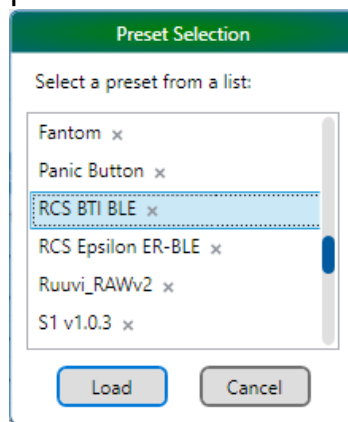 Preset Selection
Select a preset from a list:
Fantom ×
Panic Button ×
RCS BTI BLE ×
RCS Epsilon ER-BLE ×
Ruuvi_RAWv2 ×
S1 v1.0.3 ×
Load Cancel